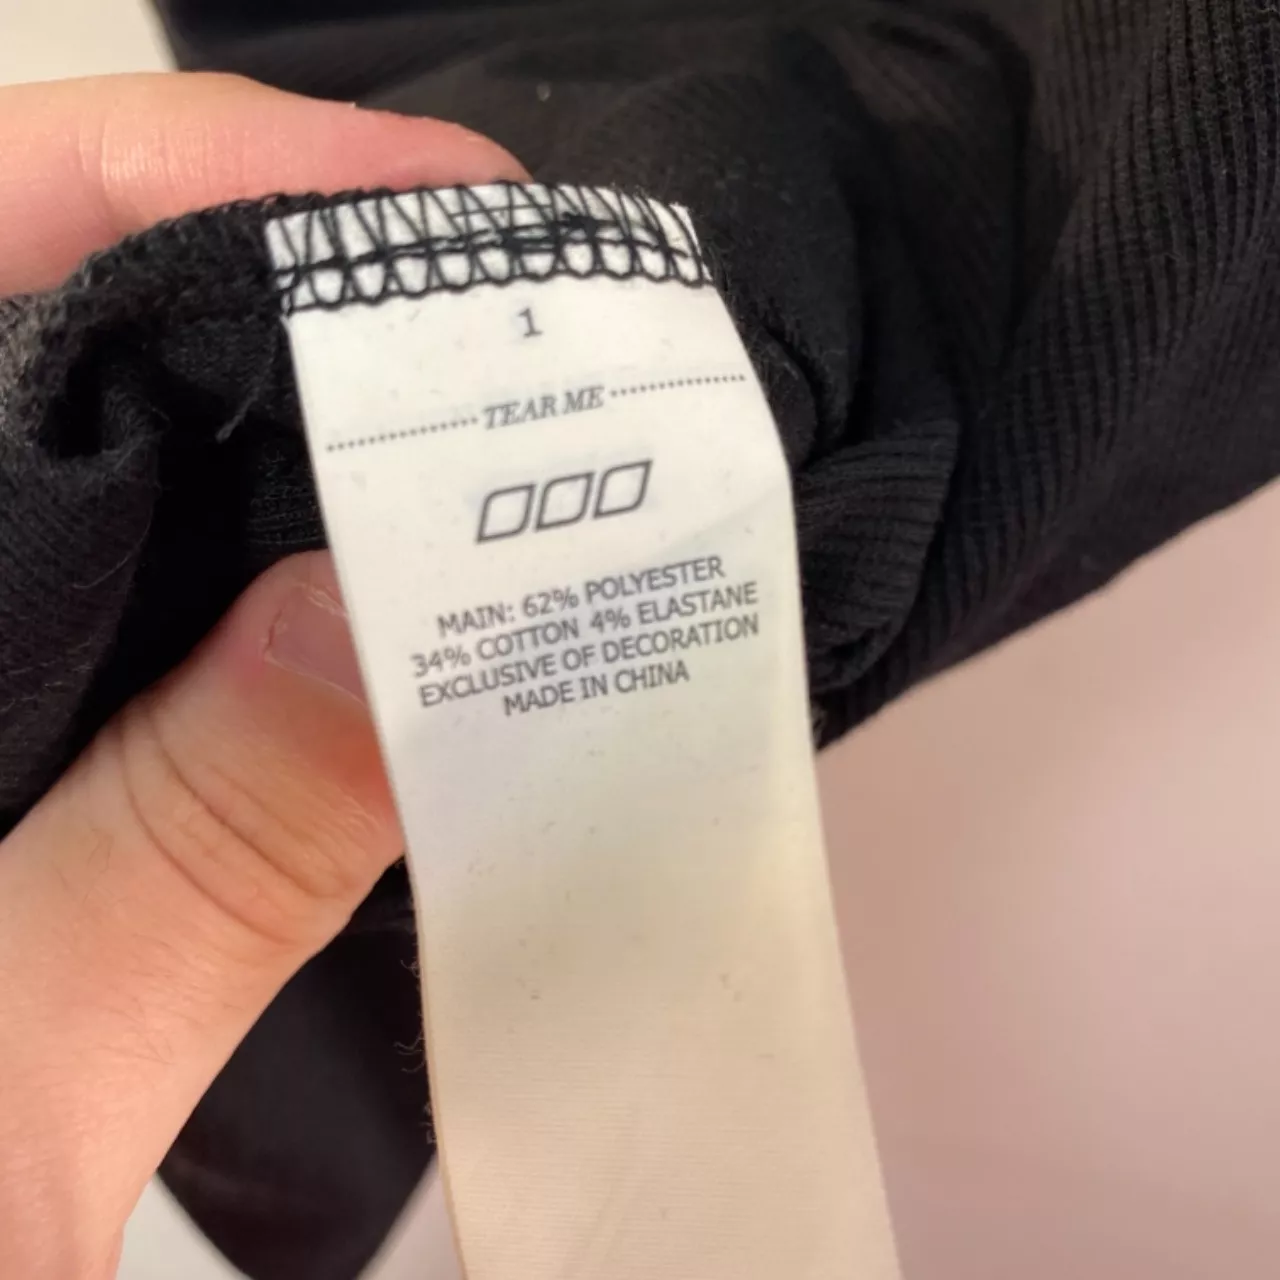 1
TEAR ME
MAIN: 62% POLYESTER
34% COTTON 4% ELASTANE
EXCLUSIVE OF DECORATION
MADE IN CHINA